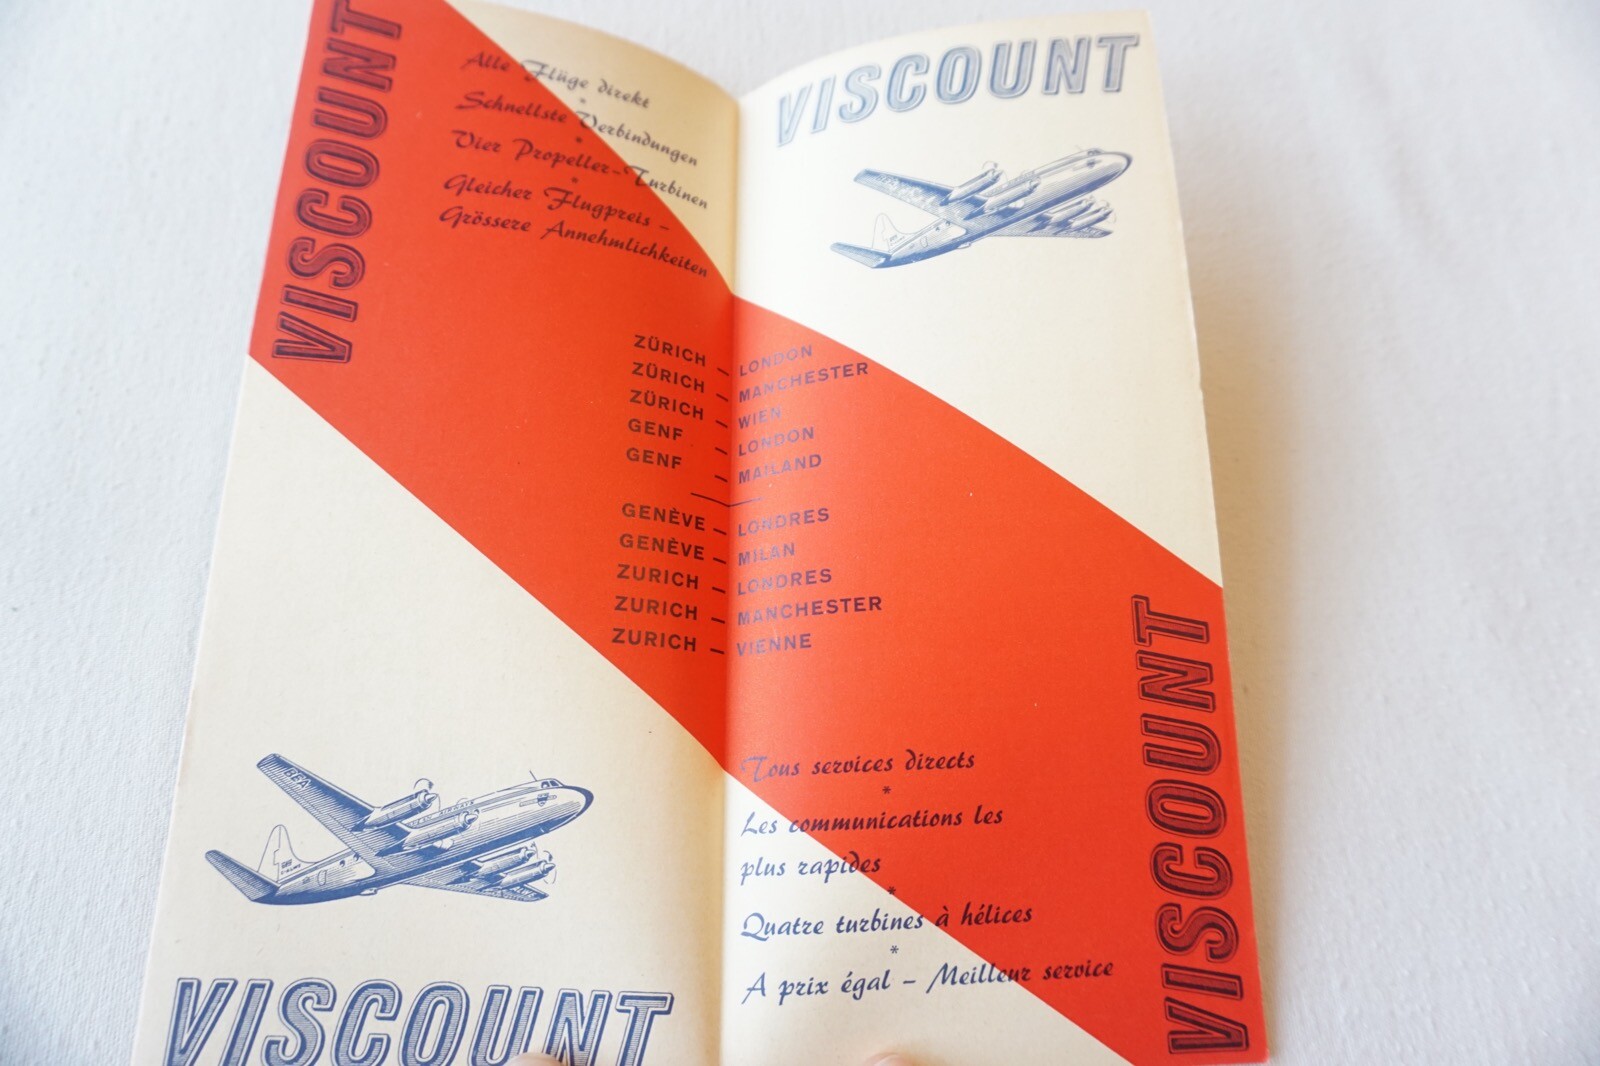 VISCOUNT
Alle Flüge direkt
*
Schnellste Verbindungen
*
Vier Propeller-Turbinen
*
Gleicher Flugpreis –
Grössere Annehmlichkeiten
VISCOUNT
ZÜRICH – LONDON
ZÜRICH – MANCHESTER
ZÜRICH – WIEN
GENF – LONDON
GENF – MAILAND
GENÈVE – LONDRES
GENÈVE – MILAN
ZURICH – LONDRES
ZURICH – MANCHESTER
ZURICH – VIENNE
BEA
VISCOUNT
Tous services directs
*
Les communications les
plus rapides
*
Quatre turbines à hélices
*
A prix égal – Meilleur service
VISCOUNT